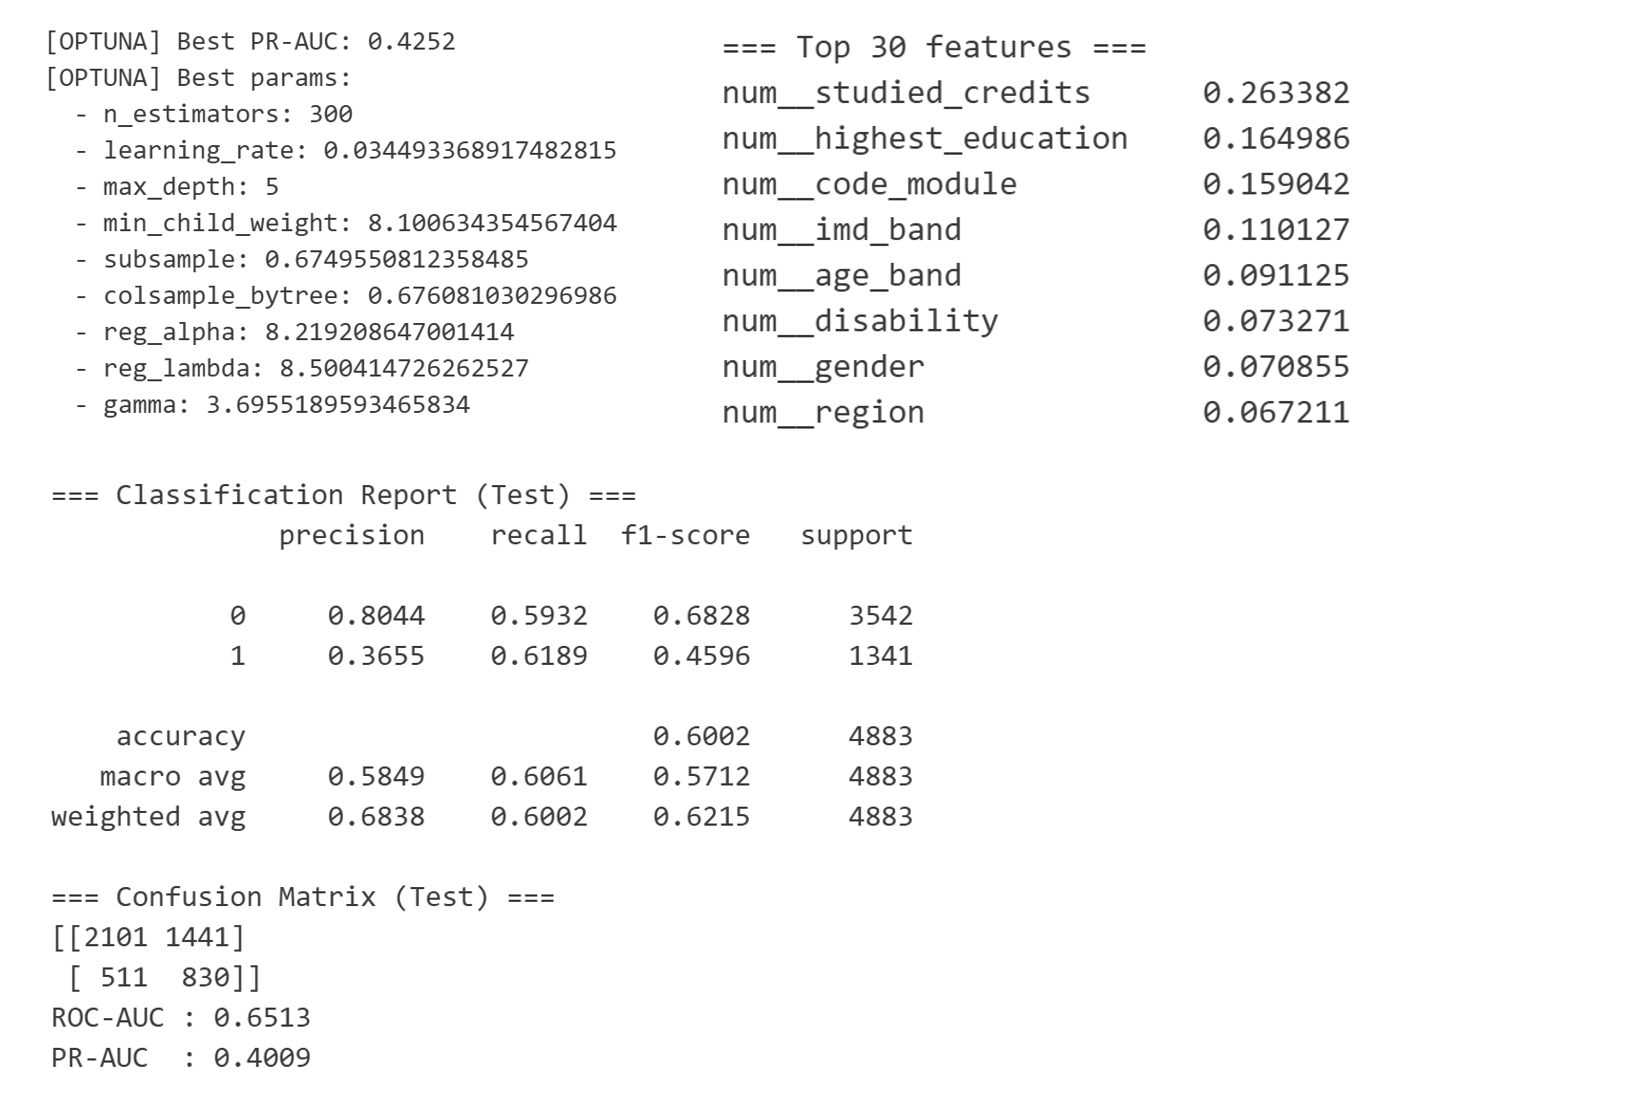 [OPTUNA] Best PR-AUC: 0.4252
[OPTUNA] Best params:
  - n_estimators: 300
  - learning_rate: 0.034493368917482815
  - max_depth: 5
  - min_child_weight: 8.100634354567404
  - subsample: 0.6749550812358485
  - colsample_bytree: 0.676081030296986
  - reg_alpha: 8.219208647001414
  - reg_lambda: 8.500414726262527
  - gamma: 3.6955189593465834
=== Top 30 features ===
num__studied_credits 0.263382
num__highest_education 0.164986
num__code_module 0.159042
num__imd_band 0.110127
num__age_band 0.091125
num__disability 0.073271
num__gender 0.070855
num__region 0.067211
=== Classification Report (Test) ===
precision recall f1-score support
0 0.8044 0.5932 0.6828 3542
1 0.3655 0.6189 0.4596 1341
accuracy 0.6002 4883
macro avg 0.5849 0.6061 0.5712 4883
weighted avg 0.6838 0.6002 0.6215 4883
=== Confusion Matrix (Test) ===
[[2101 1441]
 [ 511  830]]
ROC-AUC : 0.6513
PR-AUC  : 0.4009